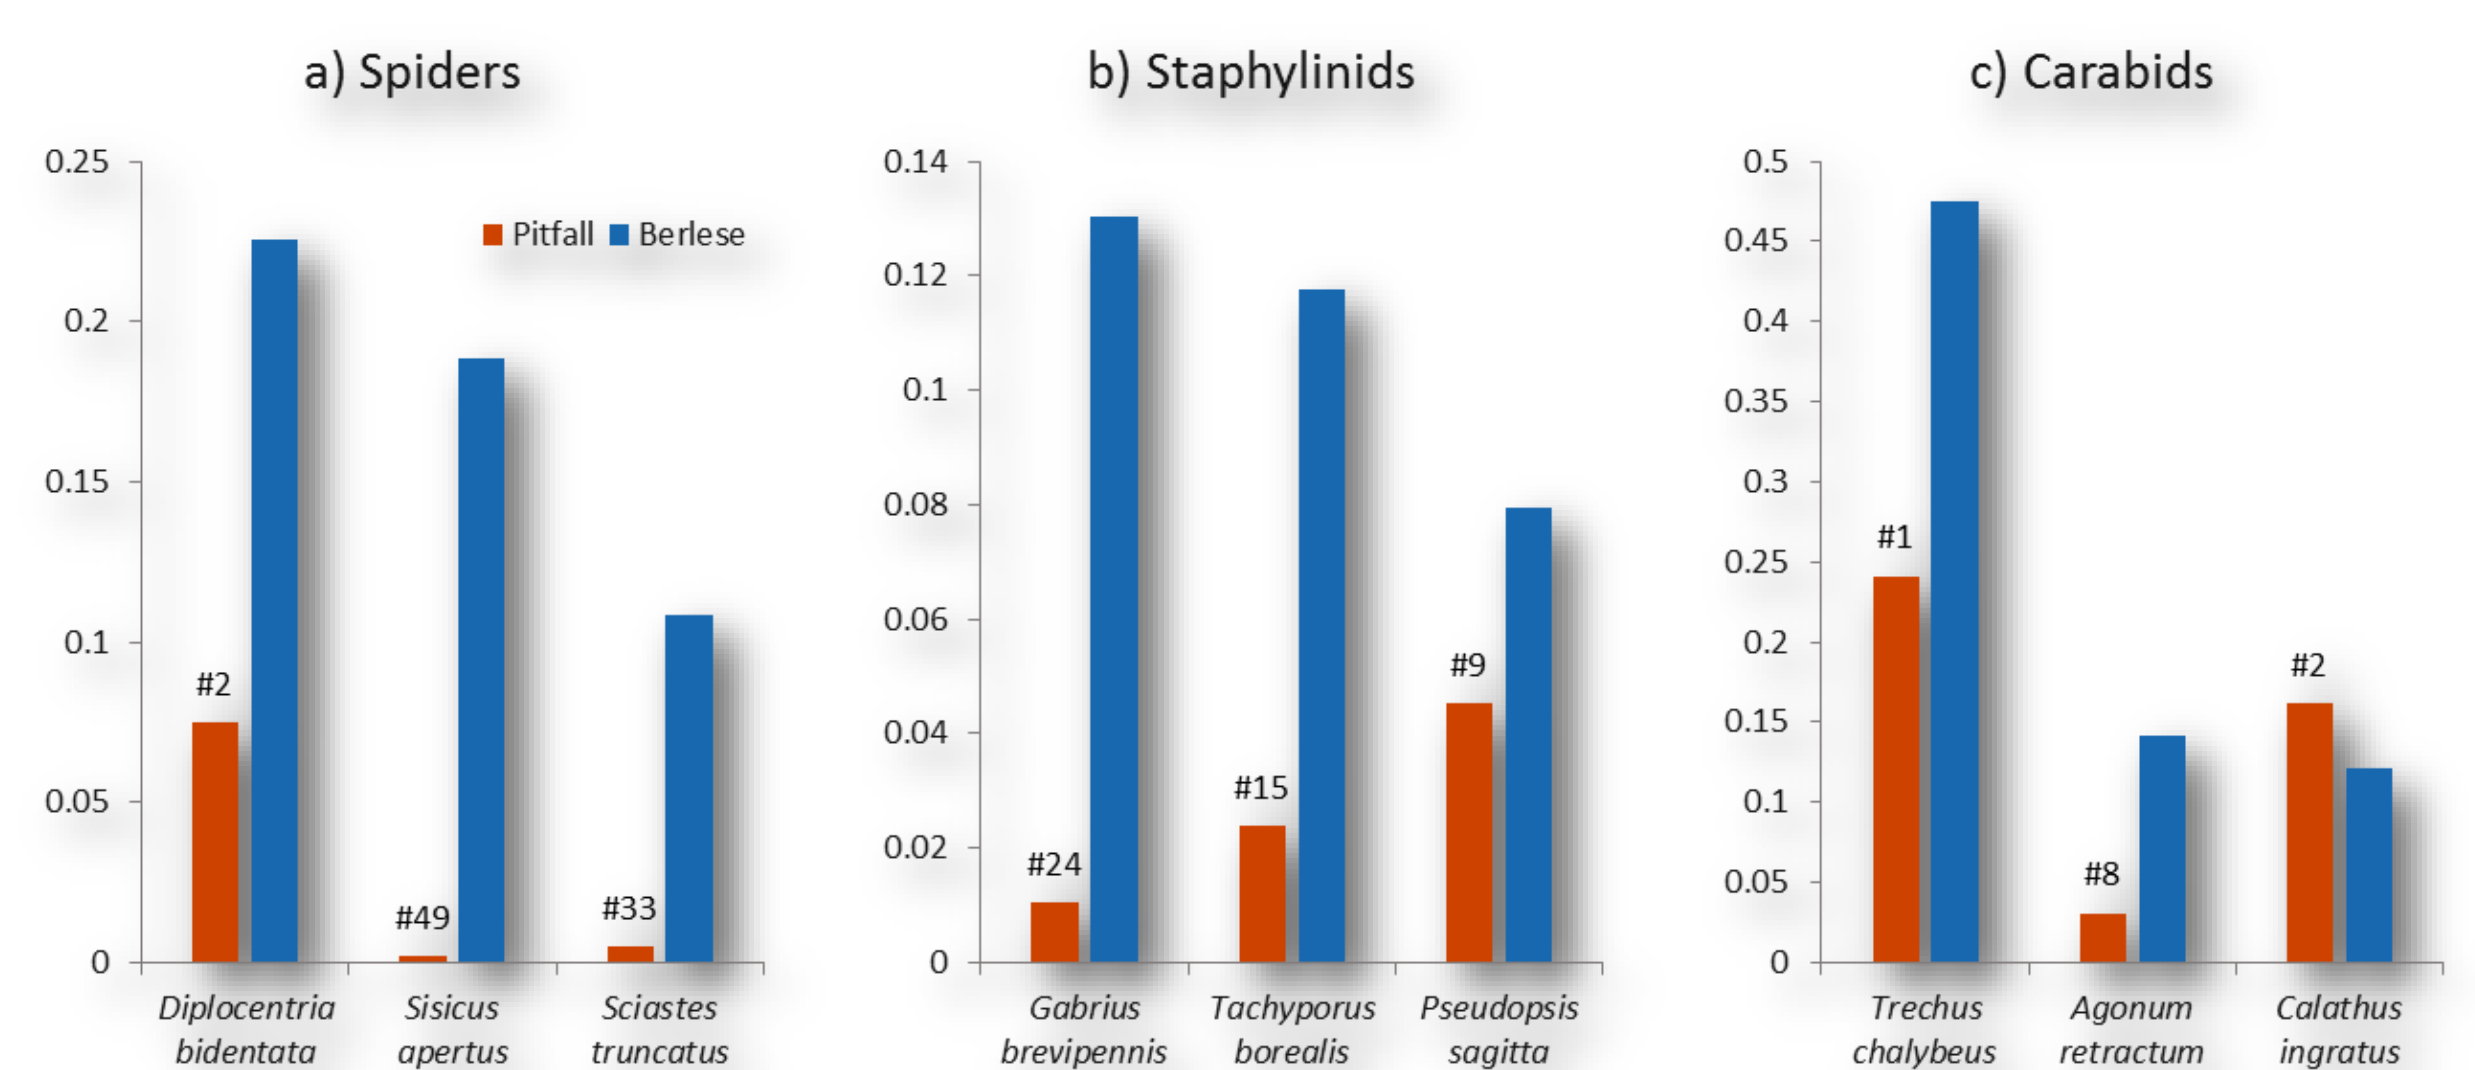 a) Spiders
0.25
0.2
0.15
0.1
0.05
0
Pitfall Berlese
#2
#49
#33
Diplocentria bidentata
Sisicus apertus
Sciastes truncatus
b) Staphylinids
0.14
0.12
0.1
0.08
0.06
0.04
0.02
0
#24
#15
#9
Gabrius brevipennis
Tachyporus borealis
Pseudopsis sagitta
c) Carabids
0.5
0.45
0.4
0.35
0.3
0.25
0.2
0.15
0.1
0.05
0
#1
#8
#2
Trechus chalybeus
Agonum retractum
Calathus ingratus